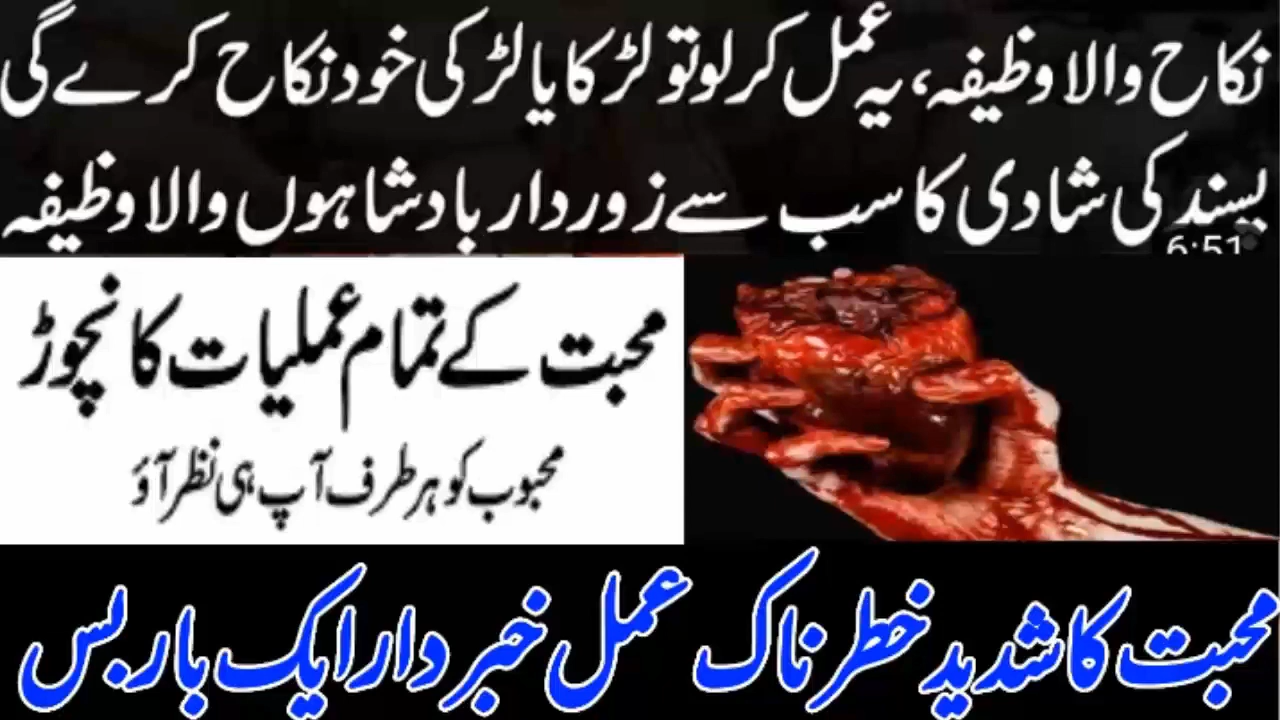 نکاح والا وظیفہ، یہ عمل کر لو تو لڑکا یا لڑکی خود نکاح کرے گی
پسند کی شادی کا سب سے زوردار بادشاہوں والا وظیفہ
6:51
محبت کے تمام عملیات کا نچوڑ
محبوب کو ہر طرف آپ ہی نظر آؤ
محبت کا شدید خطرناک عمل خبردار ایک بار بس